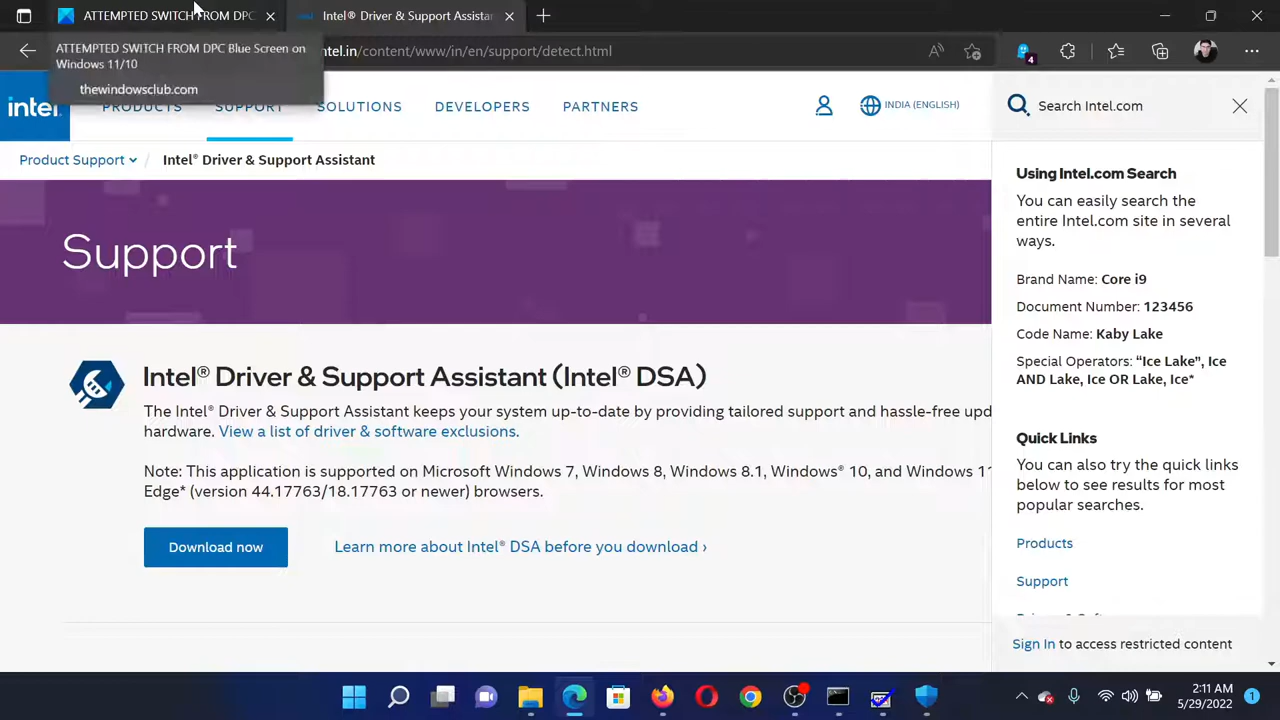 ATTEMPTED SWITCH FROM DPC
Intel® Driver & Support Assistan
ATTEMPTED SWITCH FROM DPC Blue Screen on
Windows 11/10
thewindowsclub.com
ntel.in/content/www/in/en/support/detect.html
4
intel.
PRODUCTS
SUPPORT
SOLUTIONS
DEVELOPERS
PARTNERS
INDIA (ENGLISH)
Search Intel.com
Product Support
/
Intel® Driver & Support Assistant
Support
Intel® Driver & Support Assistant (Intel® DSA)
The Intel® Driver & Support Assistant keeps your system up-to-date by providing tailored support and hassle-free upd
hardware. View a list of driver & software exclusions.
Note: This application is supported on Microsoft Windows 7, Windows 8, Windows 8.1, Windows® 10, and Windows 11
Edge* (version 44.17763/18.17763 or newer) browsers.
Download now
Learn more about Intel® DSA before you download ›
Using Intel.com Search
You can easily search the
entire Intel.com site in several
ways.
Brand Name: Core i9
Document Number: 123456
Code Name: Kaby Lake
Special Operators: “Ice Lake”, Ice
AND Lake, Ice OR Lake, Ice*
Quick Links
You can also try the quick links
below to see results for most
popular searches.
Products
Support
Sign In to access restricted content
2:11 AM
5/29/2022
1